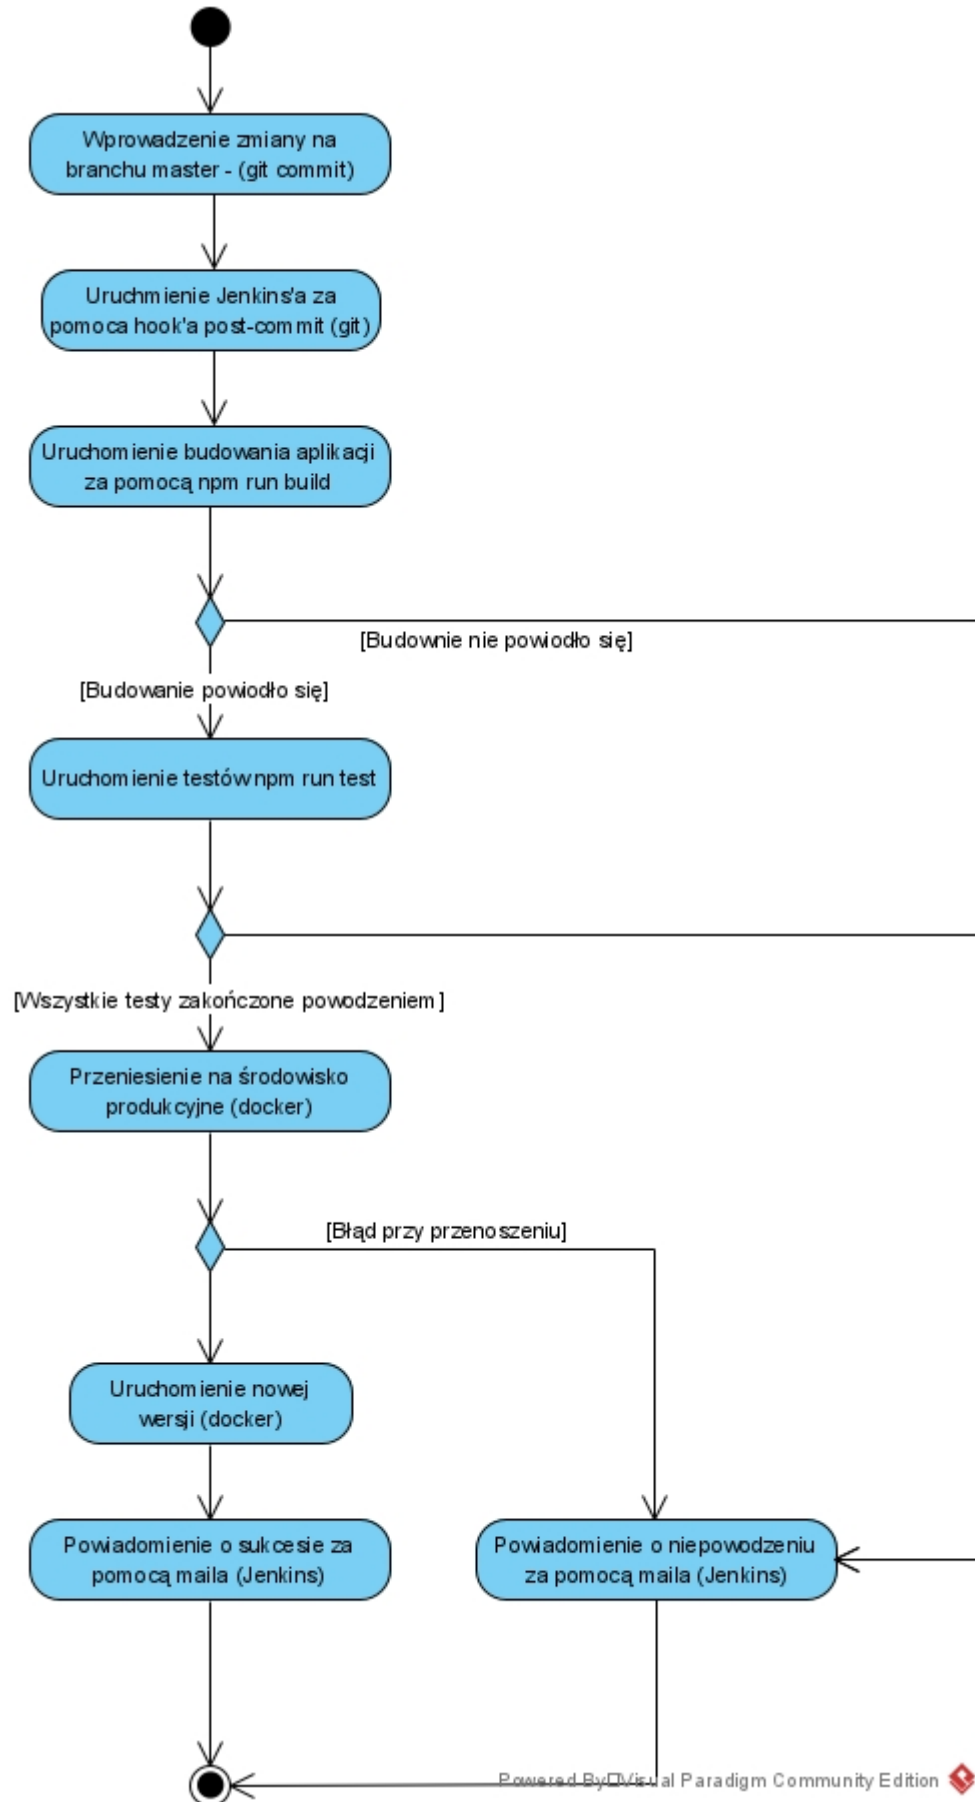 Wprowadzenie zmiany na
branchu master - (git commit)
Uruchmienie Jenkins'a za
pomoca hook'a post-commit (git)
Uruchomienie budowania aplikacji
za pomocą npm run build
[Budownie nie powiodło się]
[Budowanie powiodło się]
Uruchomienie testów npm run test
[Wszystkie testy zakończone powodzeniem]
Przeniesienie na środowisko
produkcyjne (docker)
[Błąd przy przenoszeniu]
Uruchomienie nowej
wersji (docker)
Powiadomienie o sukcesie za
pomocą maila (Jenkins)
Powiadomienie o niepowodzeniu
za pomocą maila (Jenkins)
Powered By Visual Paradigm Community Edition